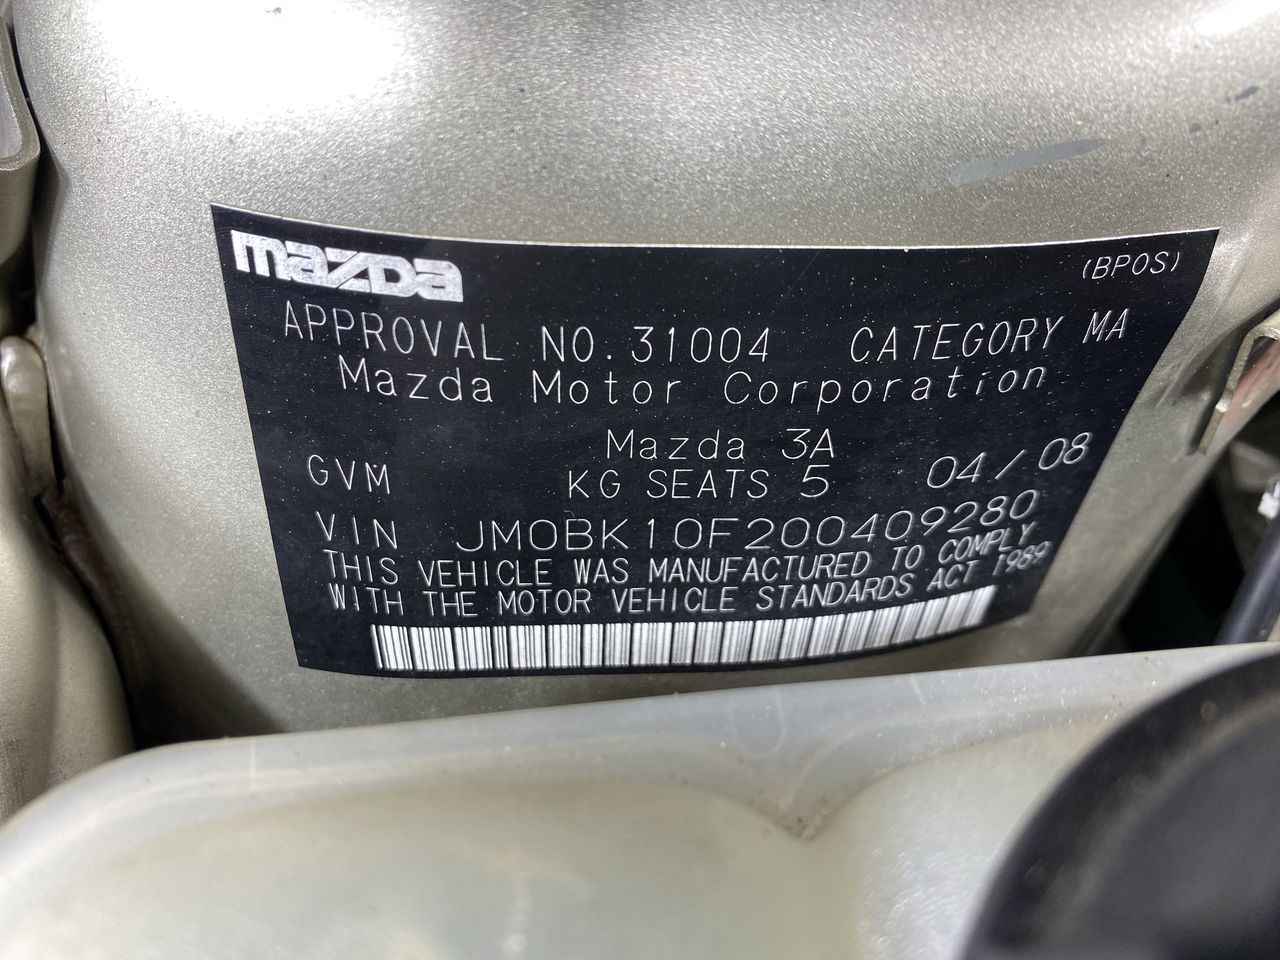 mazda
(BP0S)
APPROVAL NO. 31004 CATEGORY MA
Mazda Motor Corporation
Mazda 3A
GVM KG SEATS 5 04/08
VIN JM0BK10F200409280
THIS VEHICLE WAS MANUFACTURED TO COMPLY
WITH THE MOTOR VEHICLE STANDARDS ACT 1989